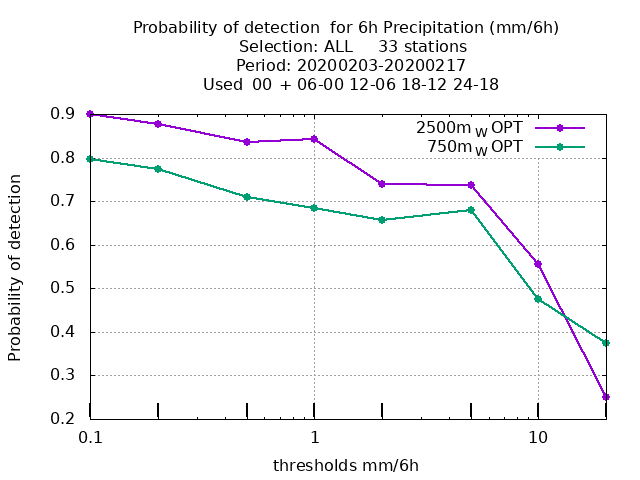 Probability of detection  for 6h Precipitation (mm/6h)
Selection: ALL     33 stations
Period: 20200203-20200217
Used  00  + 06-00 12-06 18-12 24-18
2500m WOPT
750m WOPT
0.9
0.8
0.7
0.6
0.5
0.4
0.3
0.2
Probability of detection
0.1
1
10
thresholds mm/6h